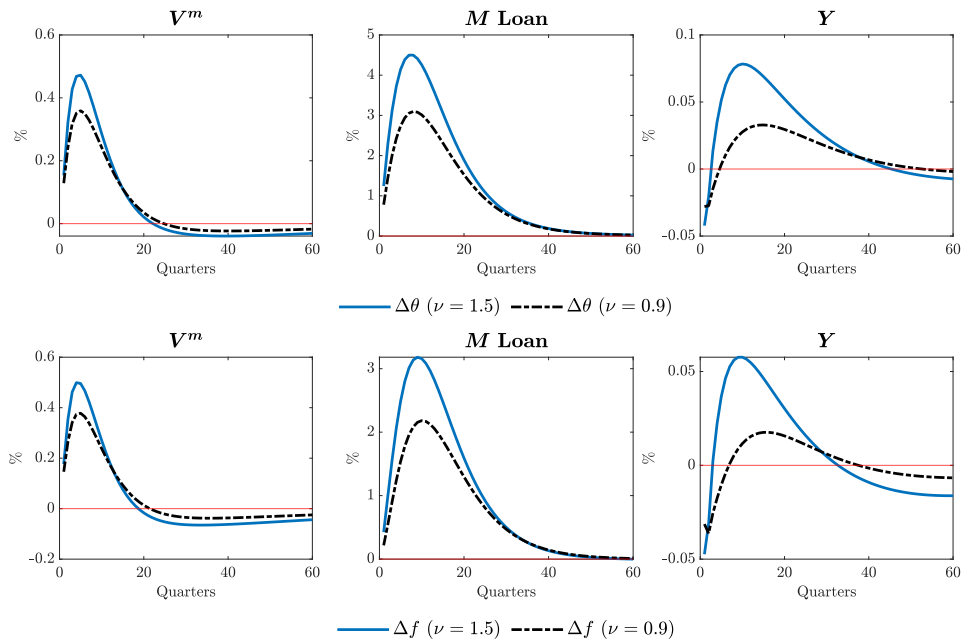 V^m M Loan Y
0.6 5 0.1
0.4 4 0.05
0.2 3 0
0 2 -0.05
1
0
% % %
0 20 40 60 0 20 40 60 0 20 40 60
Quarters Quarters Quarters
Δθ (ν = 1.5) Δθ (ν = 0.9)
V^m M Loan Y
0.6 3 0.05
0.4 2 0
0.2 1 -0.05
0 0
-0.2
% % %
0 20 40 60 0 20 40 60 0 20 40 60
Quarters Quarters Quarters
Δf (ν = 1.5) Δf (ν = 0.9)